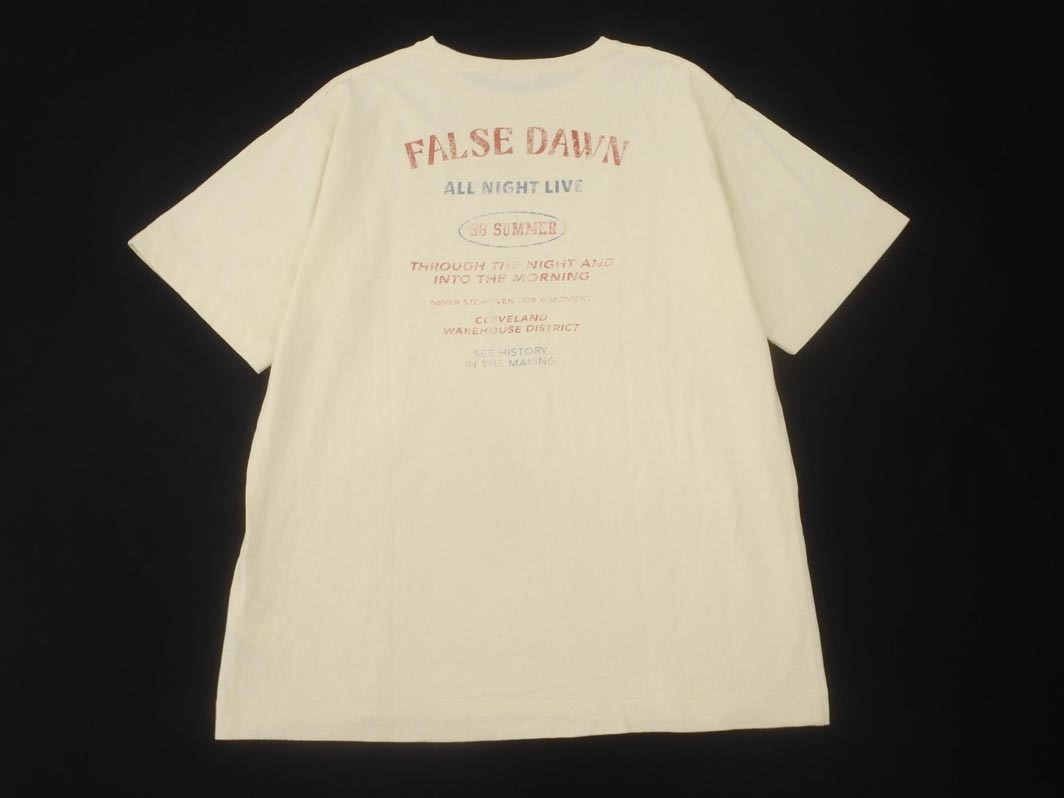 FALSE DAWN
ALL NIGHT LIVE
'98 SUMMER
THROUGH THE NIGHT AND
INTO THE MORNING
NEVER STOP EVEN FOR A MOMENT
CLEVELAND
WAREHOUSE DISTRICT
SEE HISTORY
IN THE MAKING